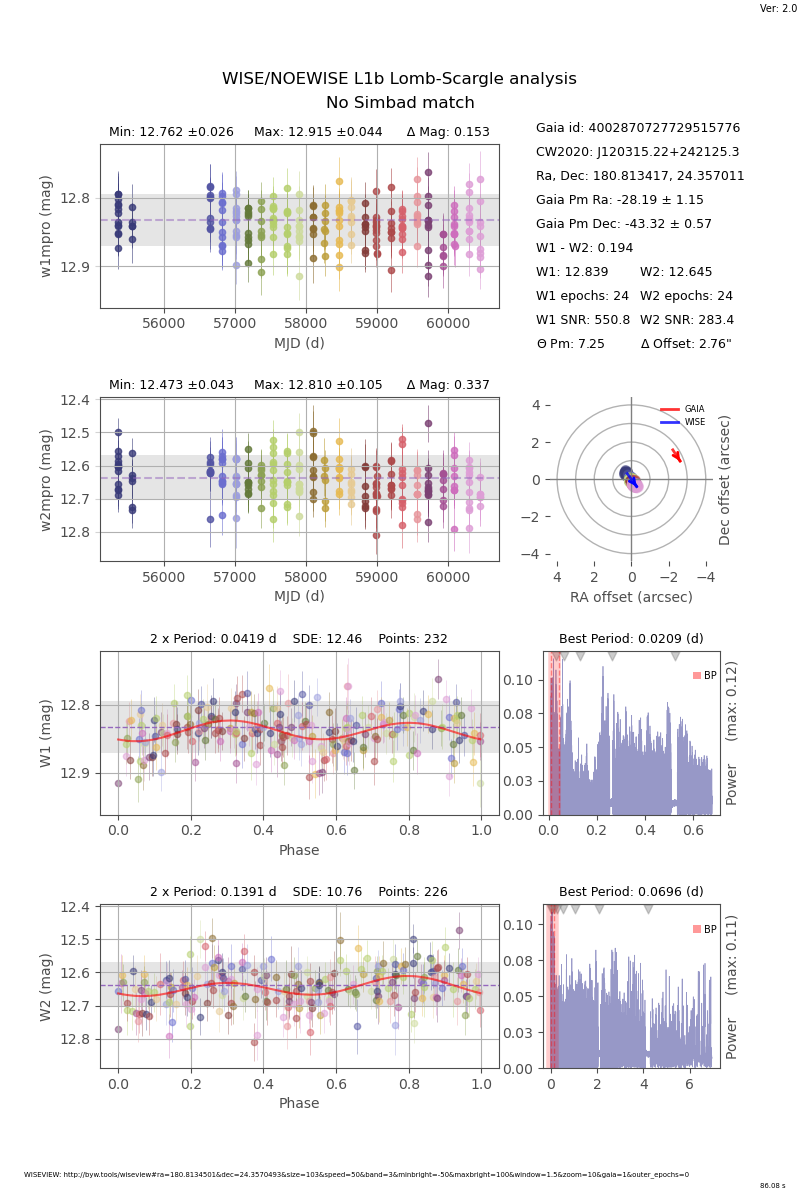 Ver: 2.0
WISE/NOEWISE L1b Lomb-Scargle analysis
No Simbad match
Min: 12.762 ±0.026 Max: 12.915 ±0.044 Δ Mag: 0.153
w1mpro (mag)
12.8
12.9
56000 57000 58000 59000 60000
MJD (d)
Gaia id: 4002870727729515776
CW2020: J120315.22+242125.3
Ra, Dec: 180.813417, 24.357011
Gaia Pm Ra: -28.19 ± 1.15
Gaia Pm Dec: -43.32 ± 0.57
W1 - W2: 0.194
W1: 12.839 W2: 12.645
W1 epochs: 24 W2 epochs: 24
W1 SNR: 550.8 W2 SNR: 283.4
Θ Pm: 7.25 Δ Offset: 2.76"
Min: 12.473 ±0.043 Max: 12.810 ±0.105 Δ Mag: 0.337
w2mpro (mag)
12.4
12.5
12.6
12.7
12.8
56000 57000 58000 59000 60000
MJD (d)
GAIA
WISE
4
2
0
−2
−4
4 2 0 −2 −4
RA offset (arcsec)
Dec offset (arcsec)
2 x Period: 0.0419 d SDE: 12.46 Points: 232
W1 (mag)
12.8
12.9
0.0 0.2 0.4 0.6 0.8 1.0
Phase
Best Period: 0.0209 (d)
BP
0.10
0.08
0.05
0.03
0.00
0.0 0.2 0.4 0.6
Power (max: 0.12)
2 x Period: 0.1391 d SDE: 10.76 Points: 226
W2 (mag)
12.4
12.5
12.6
12.7
12.8
0.0 0.2 0.4 0.6 0.8 1.0
Phase
Best Period: 0.0696 (d)
BP
0.10
0.08
0.05
0.03
0.00
0 2 4 6
Power (max: 0.11)
WISEVIEW: http://byw.tools/wiseview#ra=180.8134501&dec=24.3570493&size=103&speed=50&band=3&minbright=-50&maxbright=100&window=1.5&zoom=10&gaia=1&outer_epochs=0
86.08 s